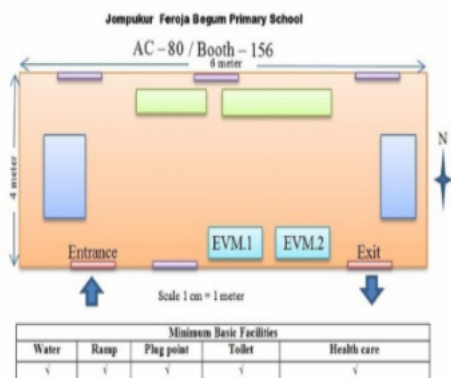 Jompukur Feroja Begum Primary School
AC – 80 / Booth – 156
6 meter
4 meter
N
EVM.1
EVM.2
Entrance
Exit
Scale 1 cm = 1 meter
Minimum Basic Facilities
Water Ramp Plug point Toilet Health care
√ √ √ √ √